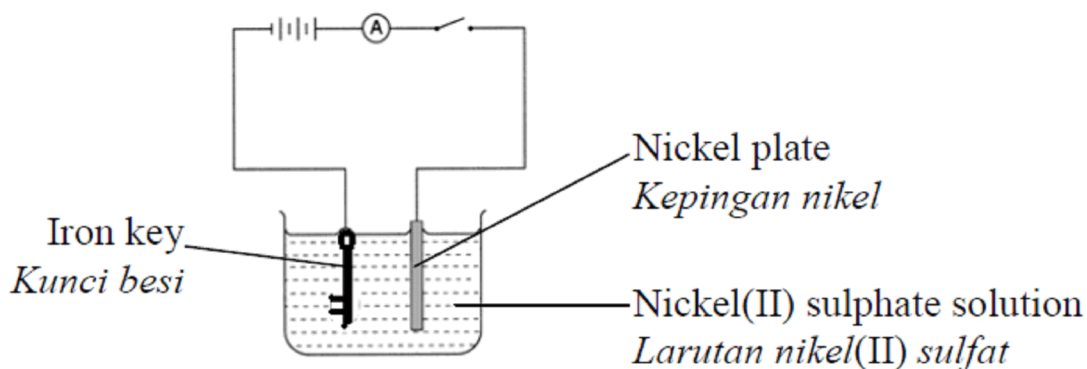 A
Nickel plate
Kepingan nikel
Iron key
Kunci besi
Nickel(II) sulphate solution
Larutan nikel(II) sulfat